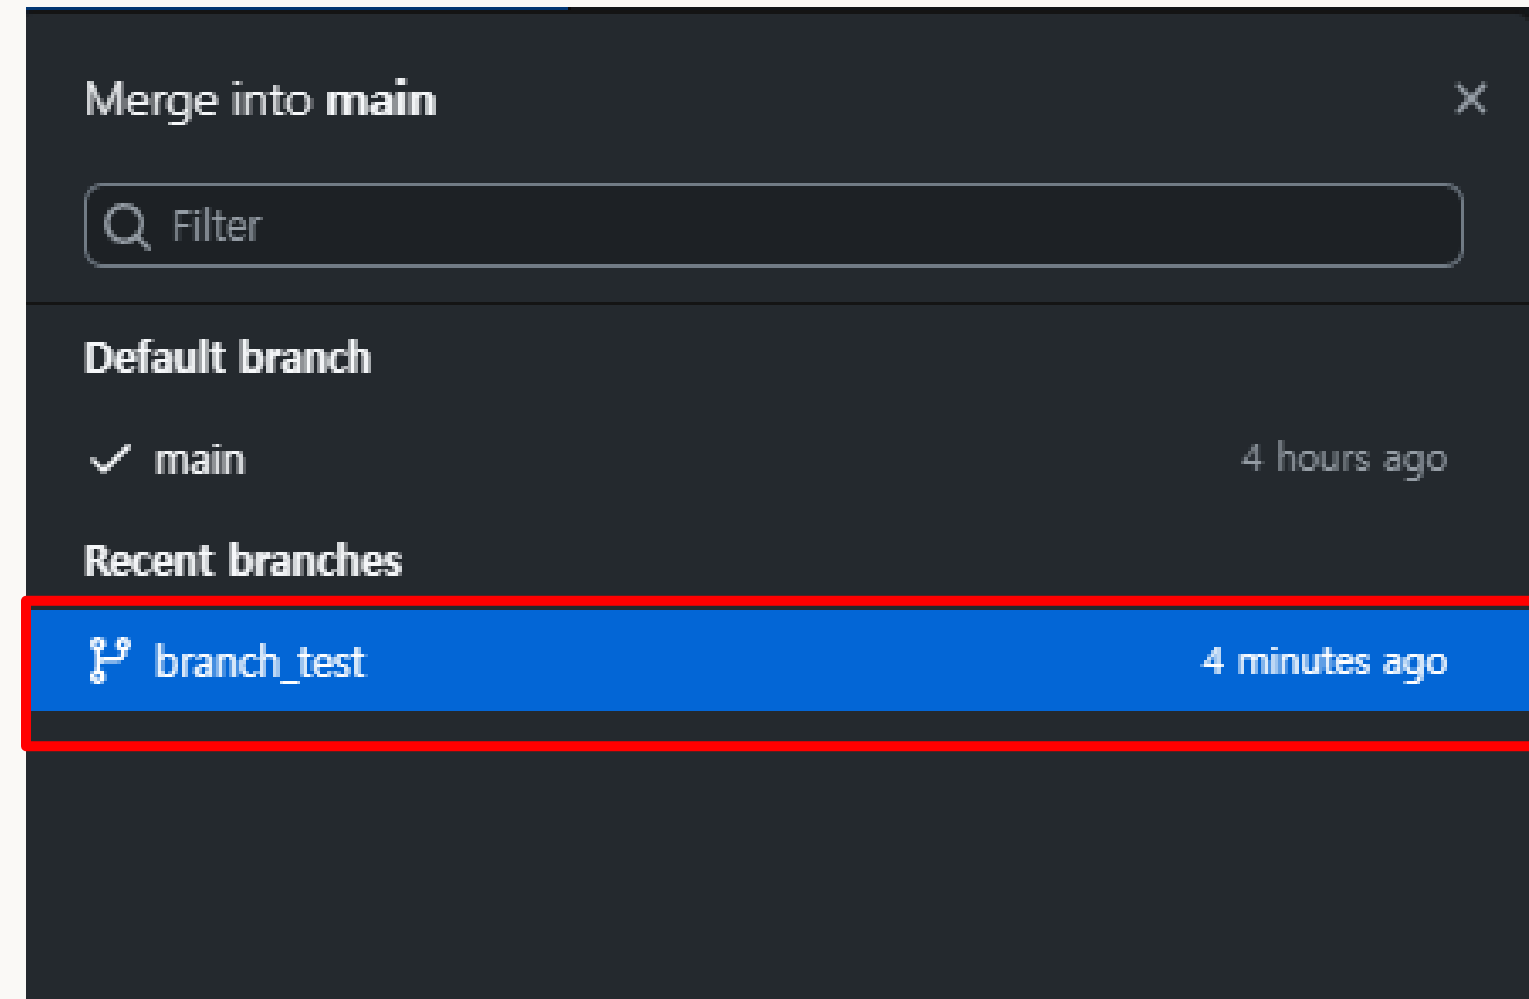 Merge into main
Filter
Default branch
main 4 hours ago
Recent branches
branch_test 4 minutes ago